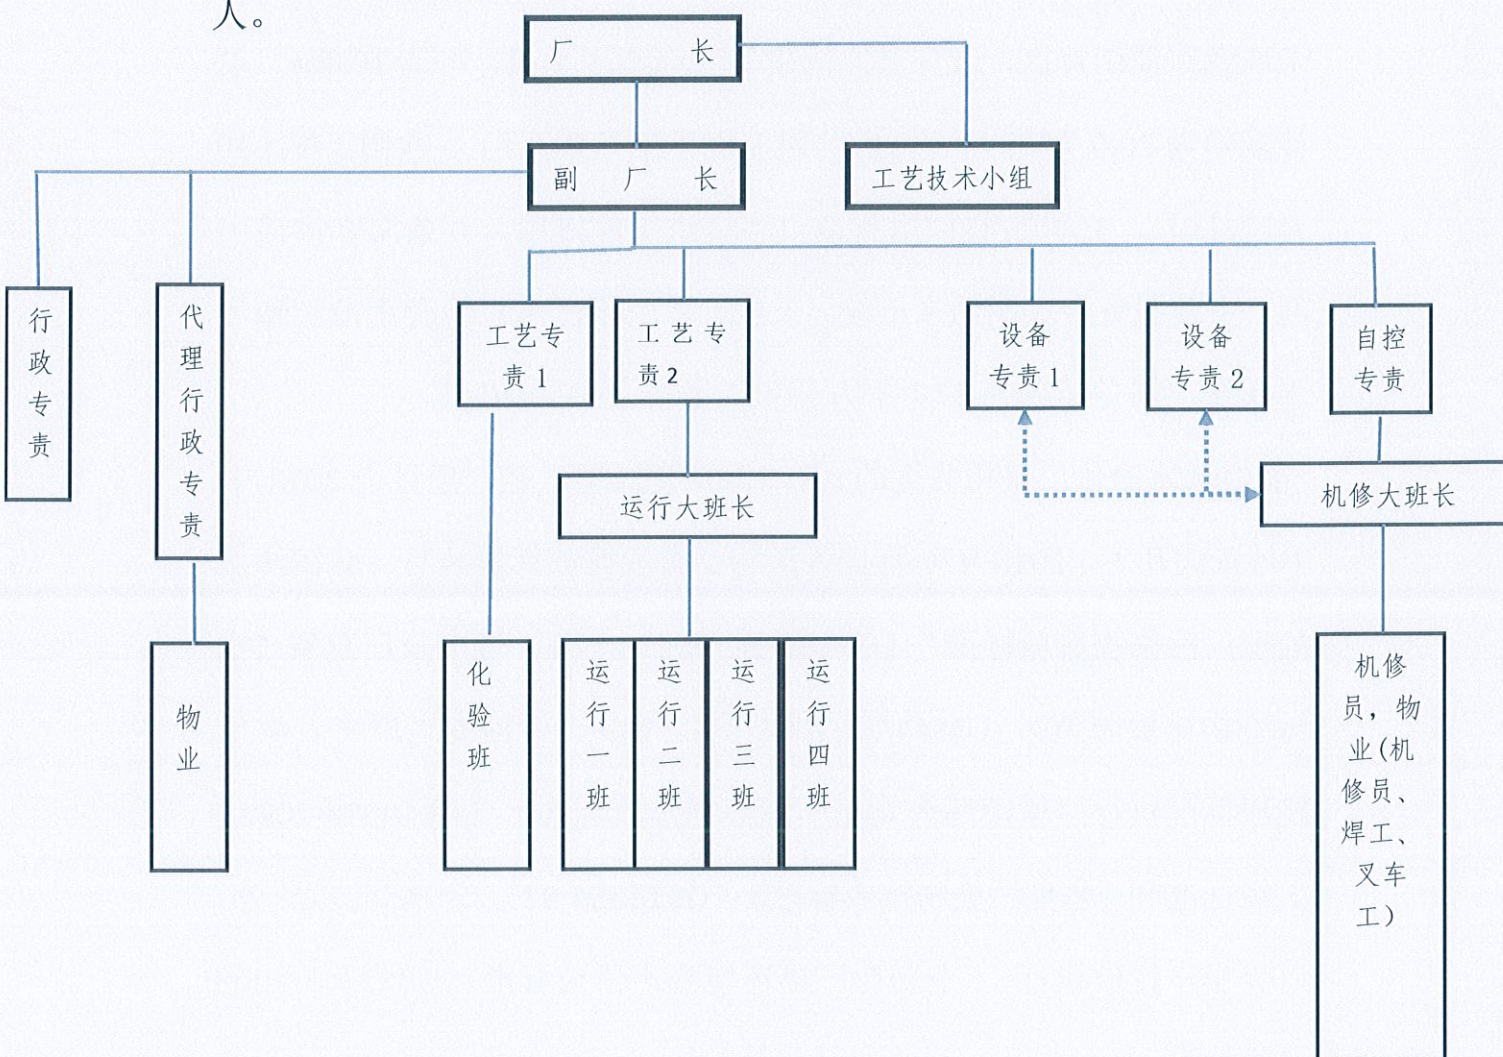 人。
厂 长
副 厂 长
工艺技术小组
行
政
专
责
代
理
行
政
专
责
工艺专
责1
工艺专
责2
设备
专责1
设备
专责2
自控
专责
运行大班长
机修大班长
物
业
化
验
班
运
行
一
班
运
行
二
班
运
行
三
班
运
行
四
班
机修
员，物
业(机
修员、
焊工、
叉车
工)